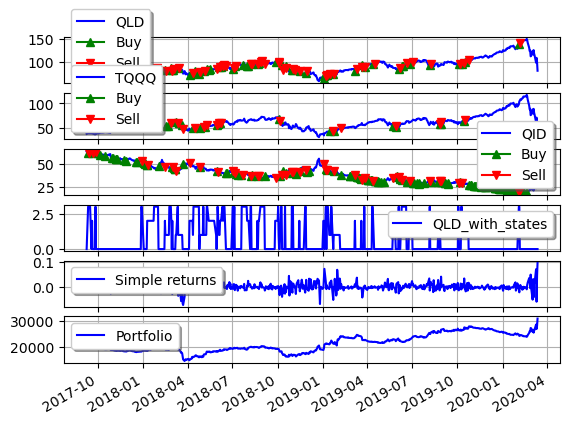 QLD
Buy
Sell
150
100
TQQQ
Buy
Sell
100
50
QID
Buy
Sell
50
25
QLD_with_states
2.5
0.0
Simple returns
0.1
0.0
Portfolio
30000
20000
2017-10 2018-01 2018-04 2018-07 2018-10 2019-01 2019-04 2019-07 2019-10 2020-01 2020-04